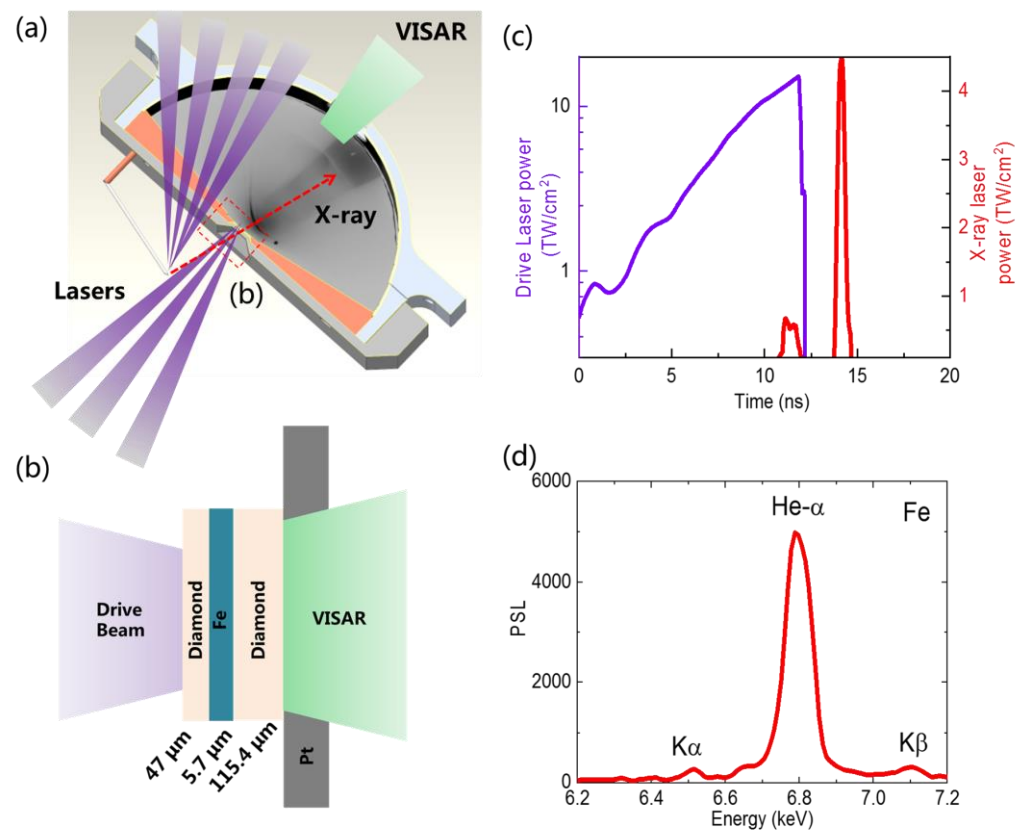 (a)
VISAR
X-ray
Lasers
(b)
(c)
Drive Laser power
(TW/cm²)
10
1
0
5
10
15
20
Time (ns)
4
3
2
1
X-ray laser
power (TW/cm²)
(b)
Drive
Beam
Diamond
Fe
Diamond
VISAR
Pt
47 µm
5.7 µm
115.4 µm
(d)
PSL
6000
4000
2000
0
6.2
6.4
6.6
6.8
7.0
7.2
Energy (keV)
He-α
Fe
Kα
Kβ